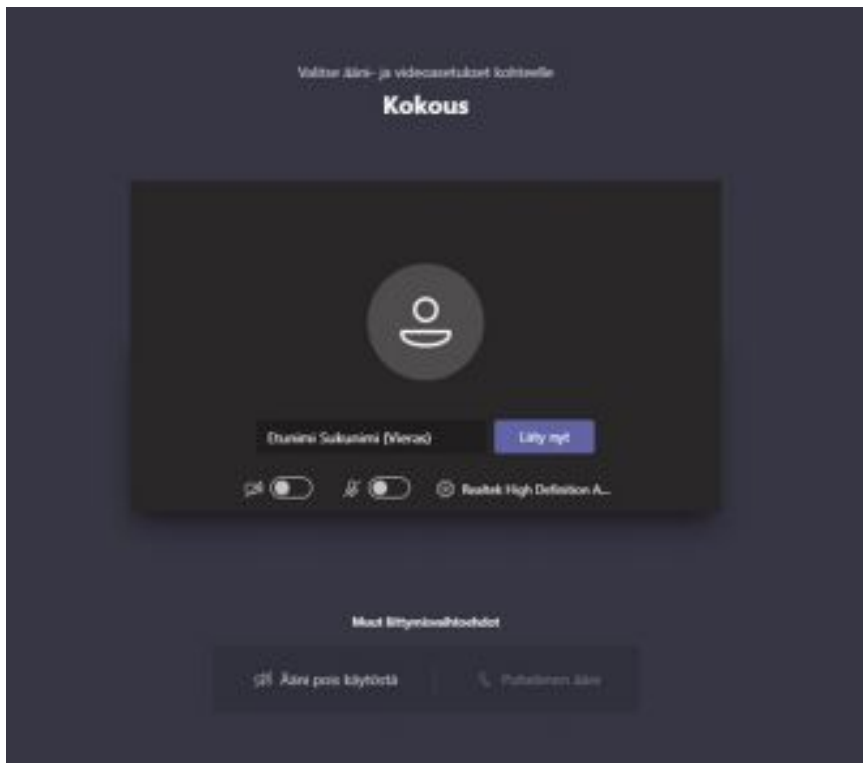 Valitse ääni- ja videoasetukset kohteelle
Kokous
Etunimi Sukunimi (Vieras)
Liity nyt
Realtek High Definition A...
Muut liittymisvaihtoehdot
Ääni pois käytöstä
Puhelimen ääni